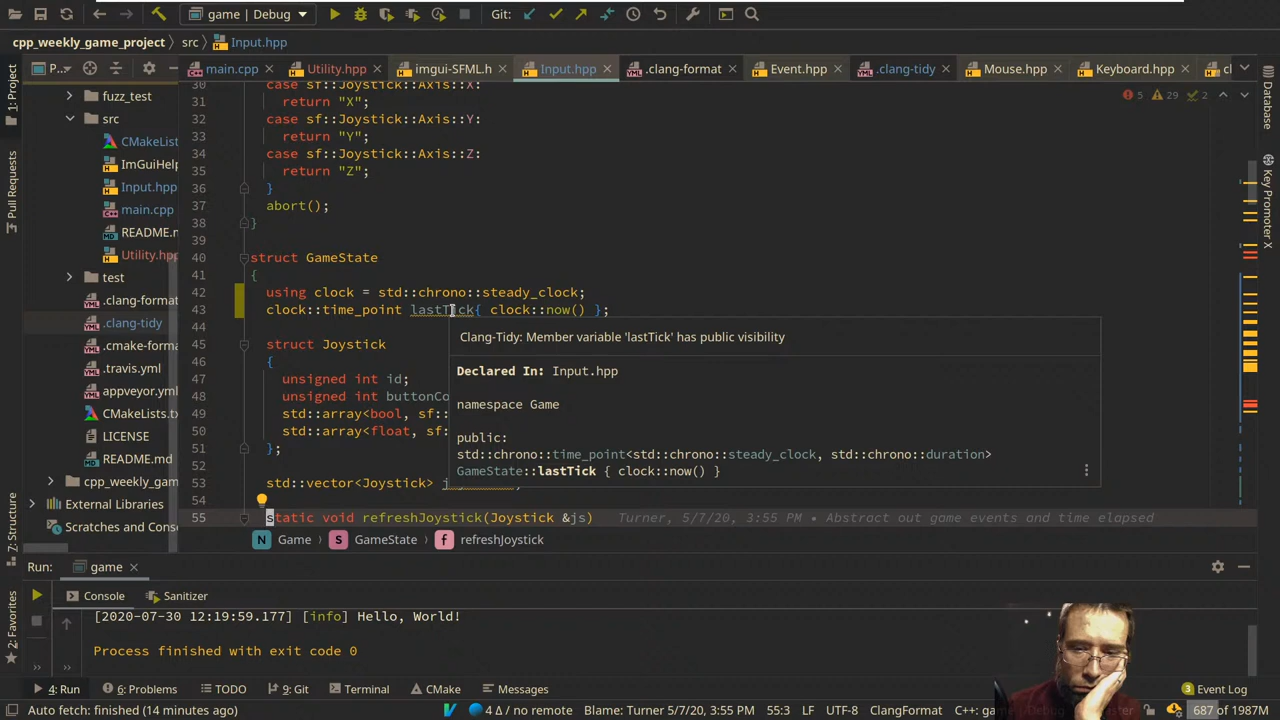 game | Debug
Git:
cpp_weekly_game_project
src
Input.hpp
P...
main.cpp
Utility.hpp
imgui-SFML.h
Input.hpp
.clang-format
Event.hpp
.clang-tidy
Mouse.hpp
Keyboard.hpp
cl
1: Project
Pull Requests
Z: Structure
2: Favorites
Database
Key Promoter X
fuzz_test
src
CMakeList
ImGuiHelp
Input.hpp
main.cpp
README.m
Utility.hpp
test
.clang-format
.clang-tidy
.cmake-forma
.travis.yml
appveyor.yml
CMakeLists.tx
LICENSE
README.md
cpp_weekly_gam
External Libraries
Scratches and Conso
5 29 2
30 case sf::Joystick::Axis::X:
31 return "X";
32 case sf::Joystick::Axis::Y:
33 return "Y";
34 case sf::Joystick::Axis::Z:
35 return "Z";
36 }
37 abort();
38 }
39
40 struct GameState
41 {
42 using clock = std::chrono::steady_clock;
43 clock::time_point lastTick{ clock::now() };
44
45 struct Joystick
46 {
47 unsigned int id;
48 unsigned int buttonCo
49 std::array<bool, sf::
50 std::array<float, sf:
51 };
52
53 std::vector<Joystick> j
54
55 static void refreshJoystick(Joystick &js) Turner, 5/7/20, 3:55 PM • Abstract out game events and time elapsed
Clang-Tidy: Member variable 'lastTick' has public visibility
Declared In: Input.hpp
namespace Game
public:
std::chrono::time_point<std::chrono::steady_clock, std::chrono::duration>
GameState::lastTick { clock::now() }
N Game S GameState f refreshJoystick
Run: game
Console Sanitizer
[2020-07-30 12:19:59.177] [info] Hello, World!
Process finished with exit code 0
4: Run 6: Problems TODO 9: Git Terminal CMake Messages 3 Event Log
Auto fetch: finished (14 minutes ago) 4 Δ / no remote Blame: Turner 5/7/20, 3:55 PM 55:3 LF UTF-8 ClangFormat C++: game | Debug master 687 of 1987M